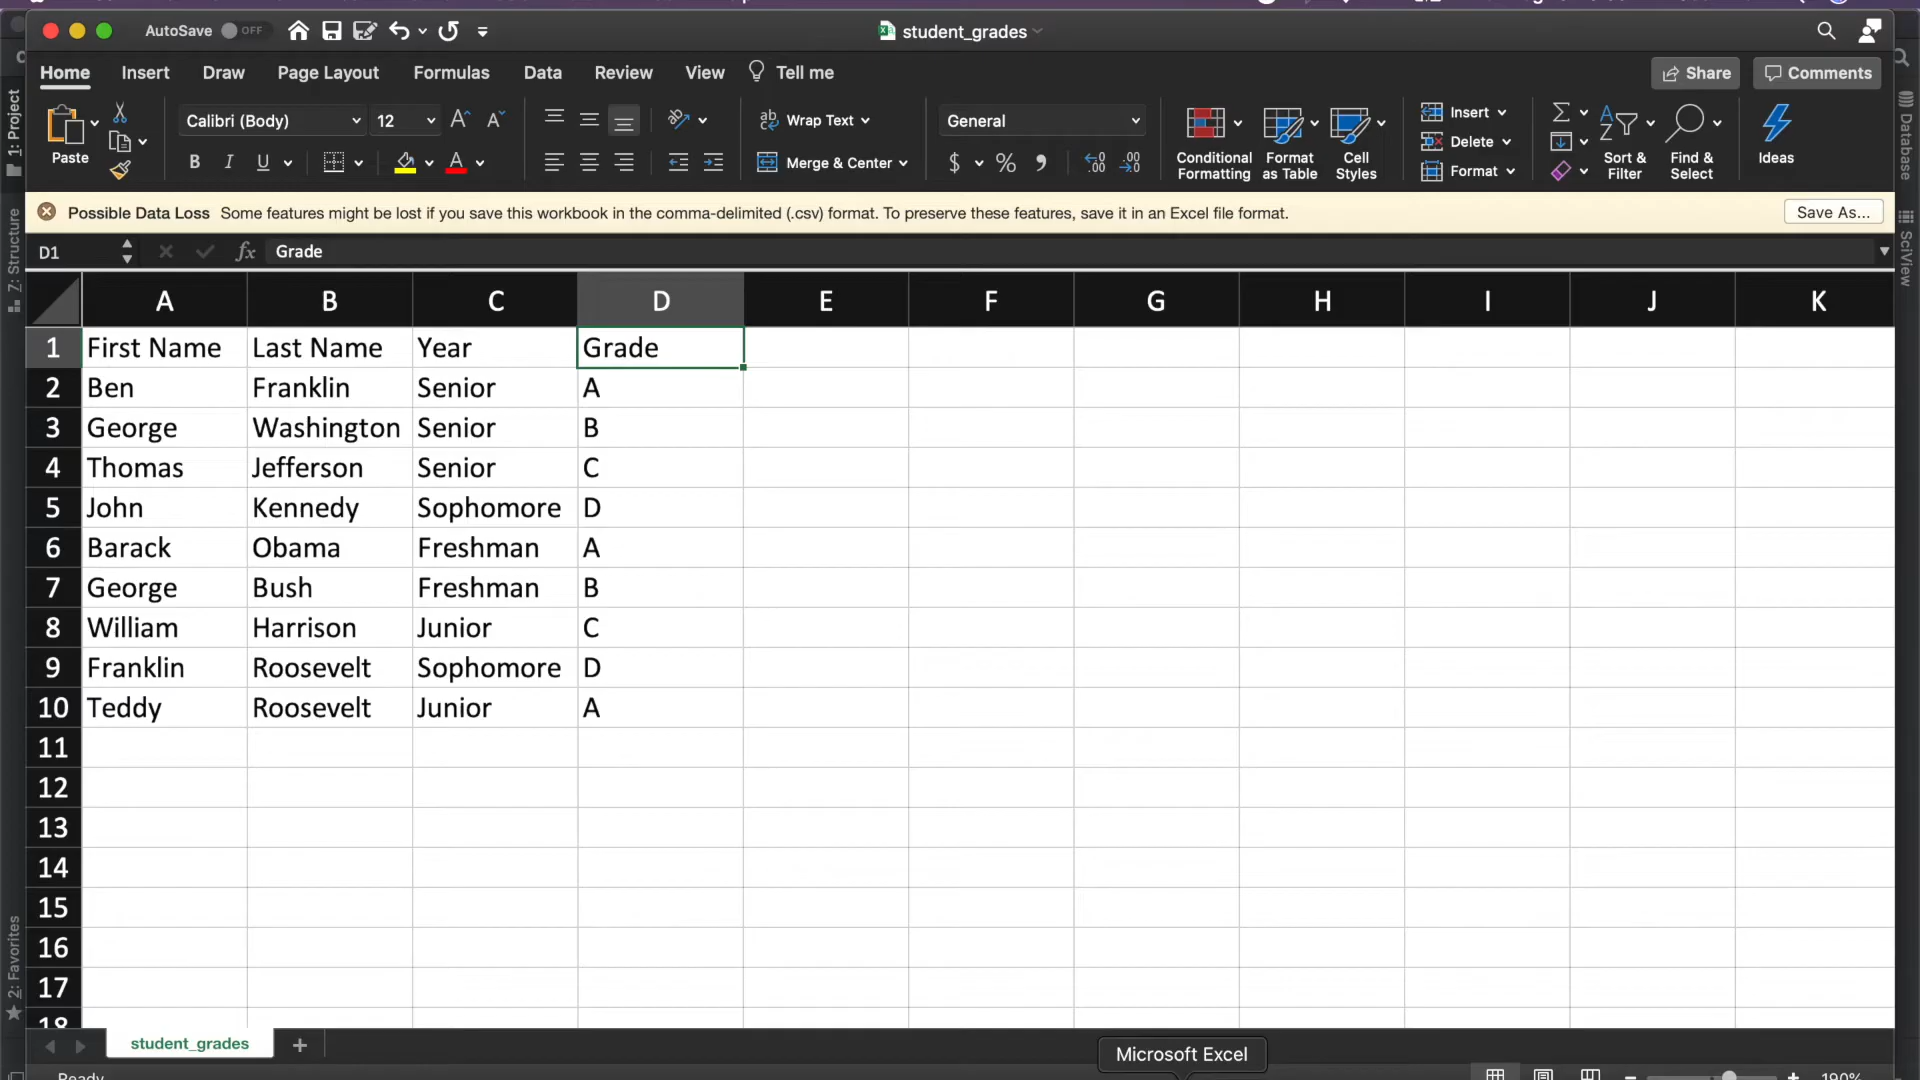 AutoSave OFF student_grades
Home Insert Draw Page Layout Formulas Data Review View Tell me Share Comments
Paste Calibri (Body) 12 Wrap Text General Insert
B I U Merge & Center $ % Conditional Formatting Format as Table Cell Styles Delete Format Sort & Filter Find & Select Ideas
Possible Data Loss Some features might be lost if you save this workbook in the comma-delimited (.csv) format. To preserve these features, save it in an Excel file format. Save As...
D1 fx Grade
A B C D E F G H I J K
1 First Name Last Name Year Grade
2 Ben Franklin Senior A
3 George Washington Senior B
4 Thomas Jefferson Senior C
5 John Kennedy Sophomore D
6 Barack Obama Freshman A
7 George Bush Freshman B
8 William Harrison Junior C
9 Franklin Roosevelt Sophomore D
10 Teddy Roosevelt Junior A
11
12
13
14
15
16
17
18
student_grades +
Microsoft Excel
Ready 190%
1: Project
7: Structure
2: Favorites
Database
SciView